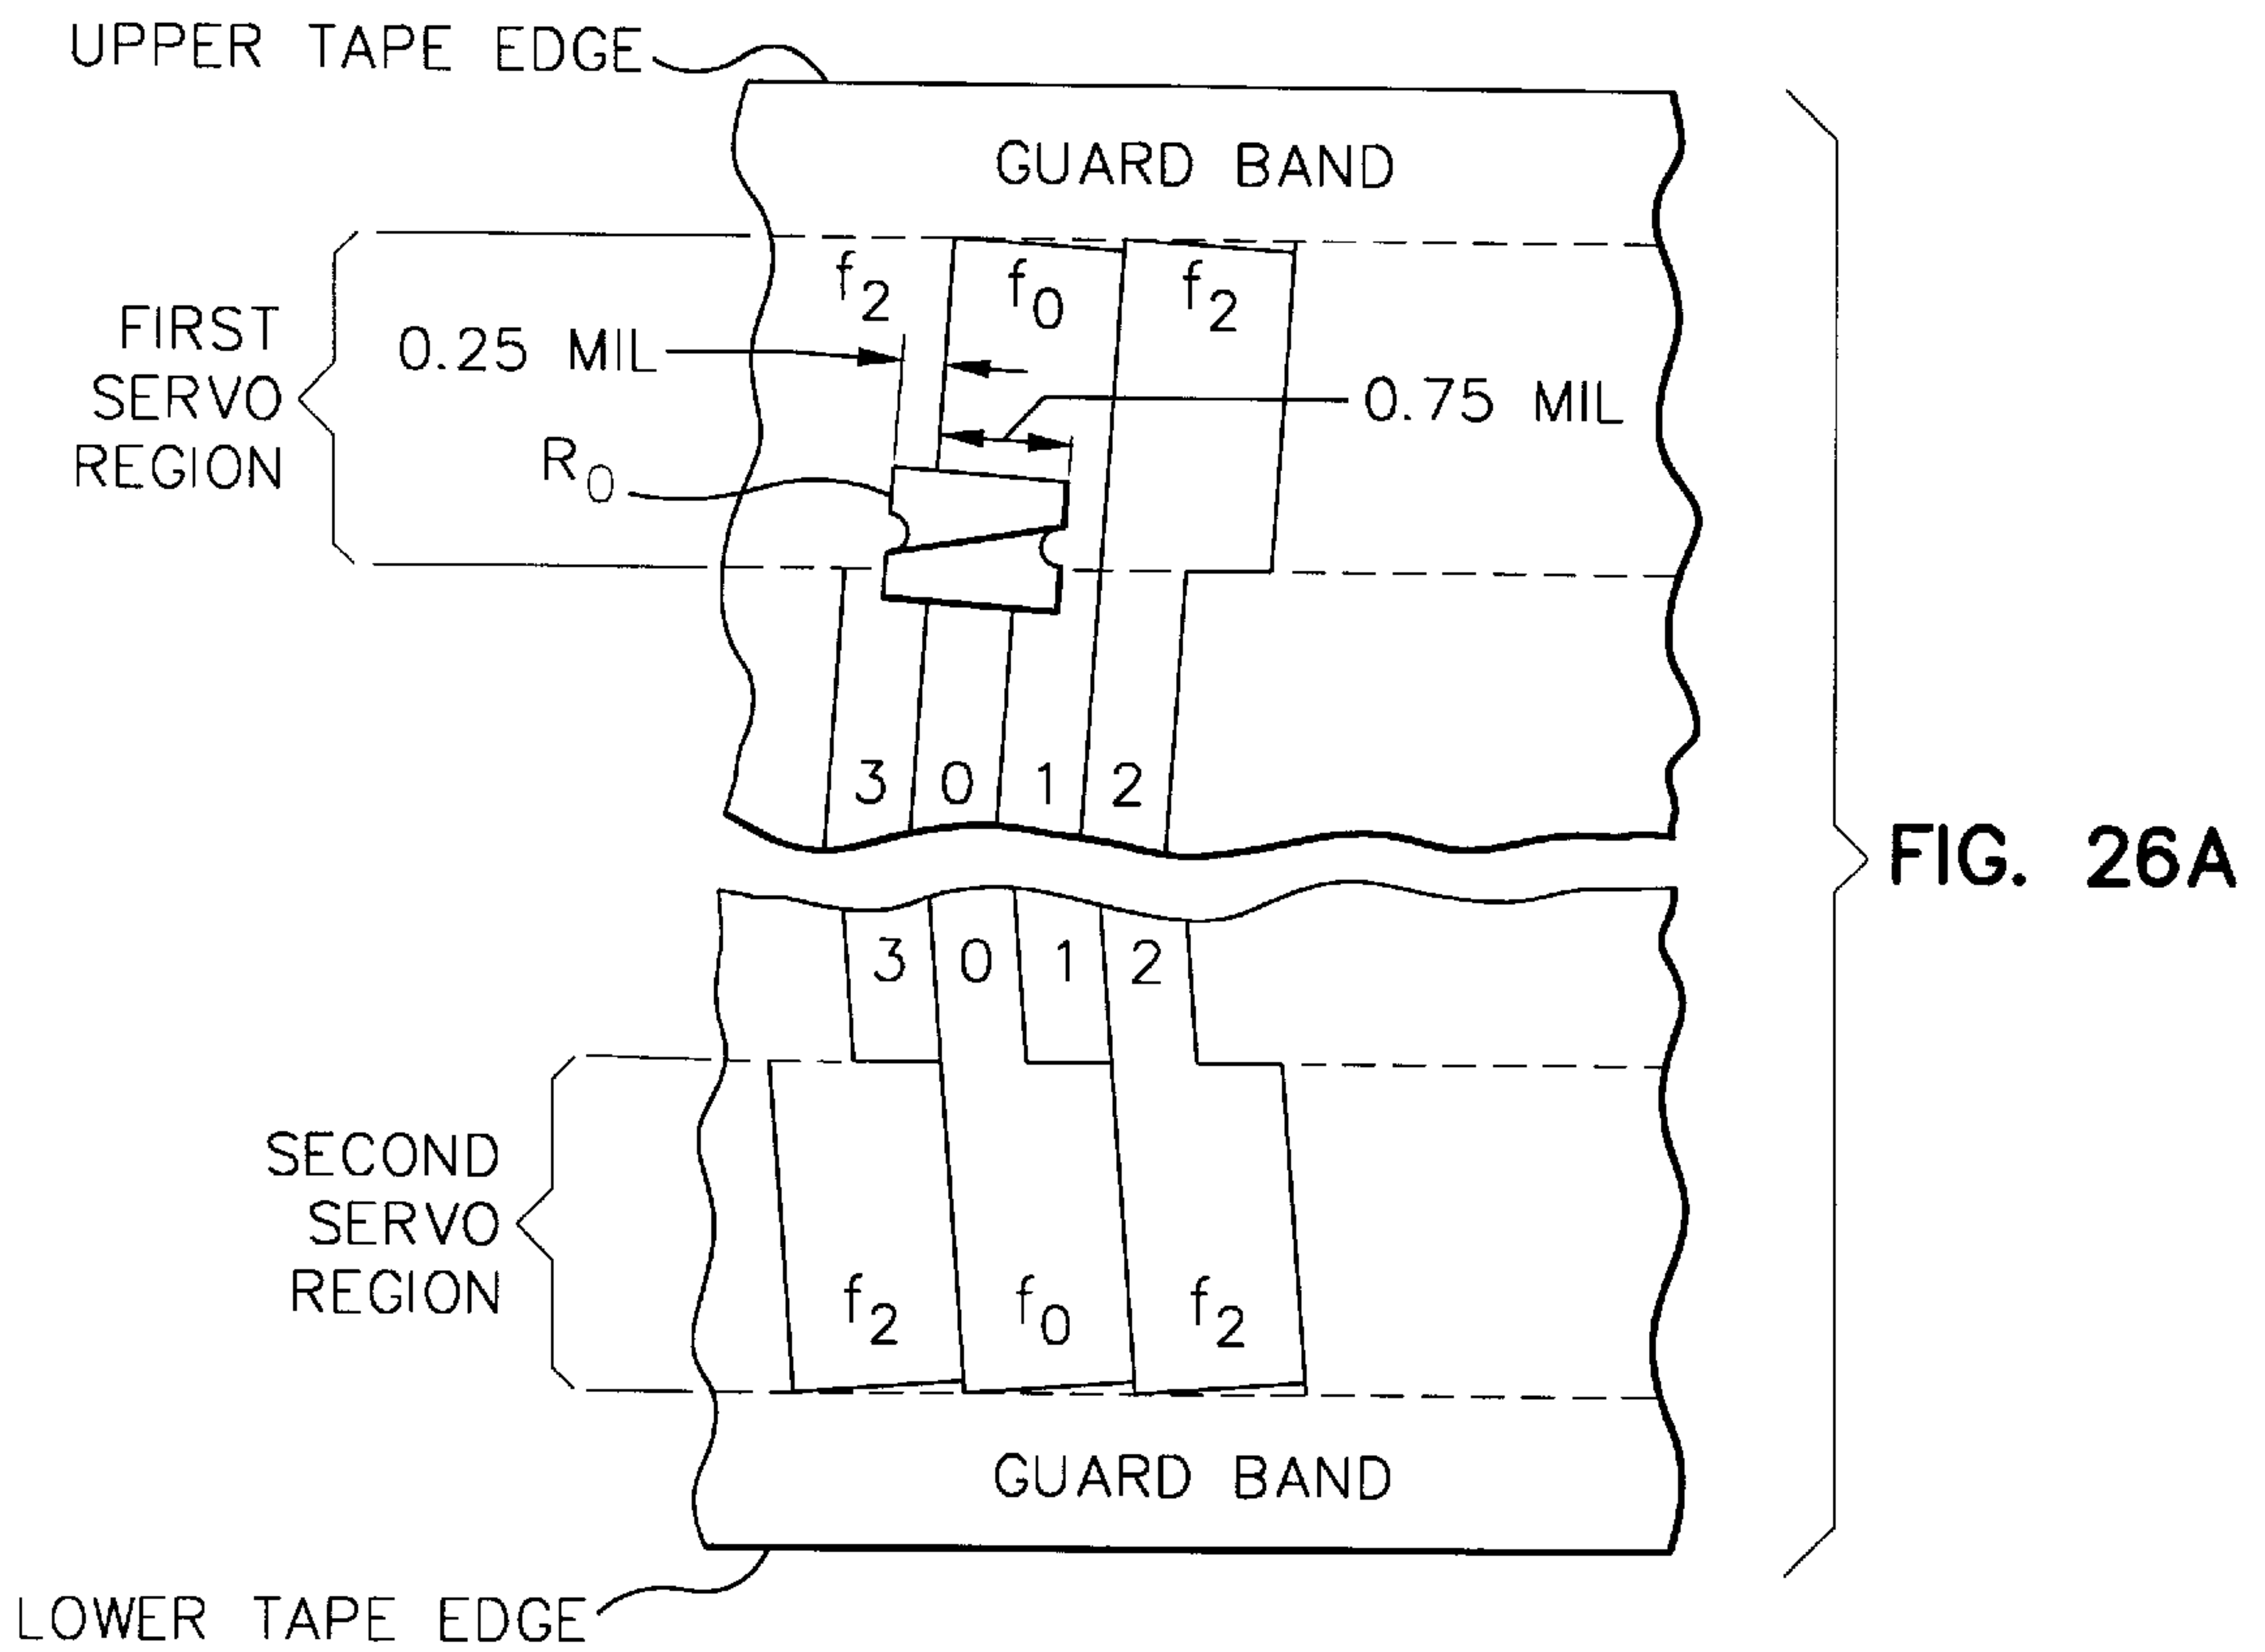 UPPER TAPE EDGE
GUARD BAND
f2 f0 f2
FIRST
SERVO
REGION
0.25 MIL
0.75 MIL
R0
3 0 1 2
FIG. 26A
3 0 1 2
SECOND
SERVO
REGION
f2 f0 f2
GUARD BAND
LOWER TAPE EDGE